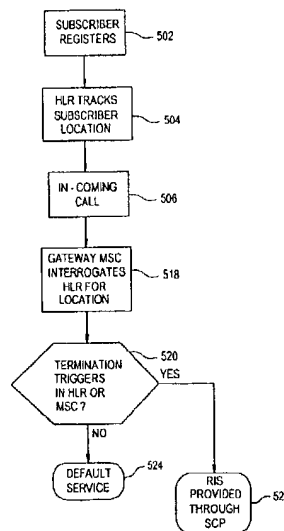 SUBSCRIBER
REGISTERS
502
HLR TRACKS
SUBSCRIBER
LOCATION
504
IN - COMING
CALL
506
GATEWAY MSC
INTERROGATES
HLR FOR
LOCATION
518
TERMINATION
TRIGGERS
IN HLR OR
MSC ?
520
YES
NO
DEFAULT
SERVICE
524
RIS
PROVIDED
THROUGH
SCP
52